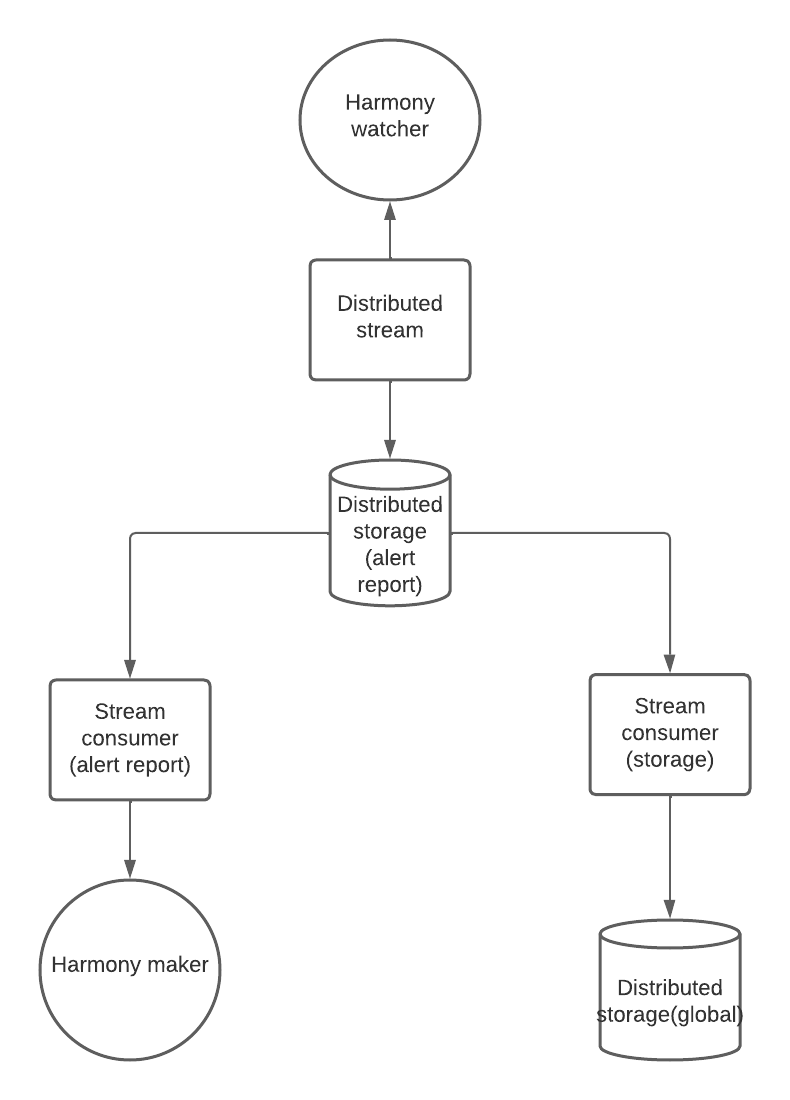 Harmony
watcher
Distributed
stream
Distributed
storage
(alert
report)
Stream
consumer
(alert report)
Stream
consumer
(storage)
Harmony maker
Distributed
storage(global)